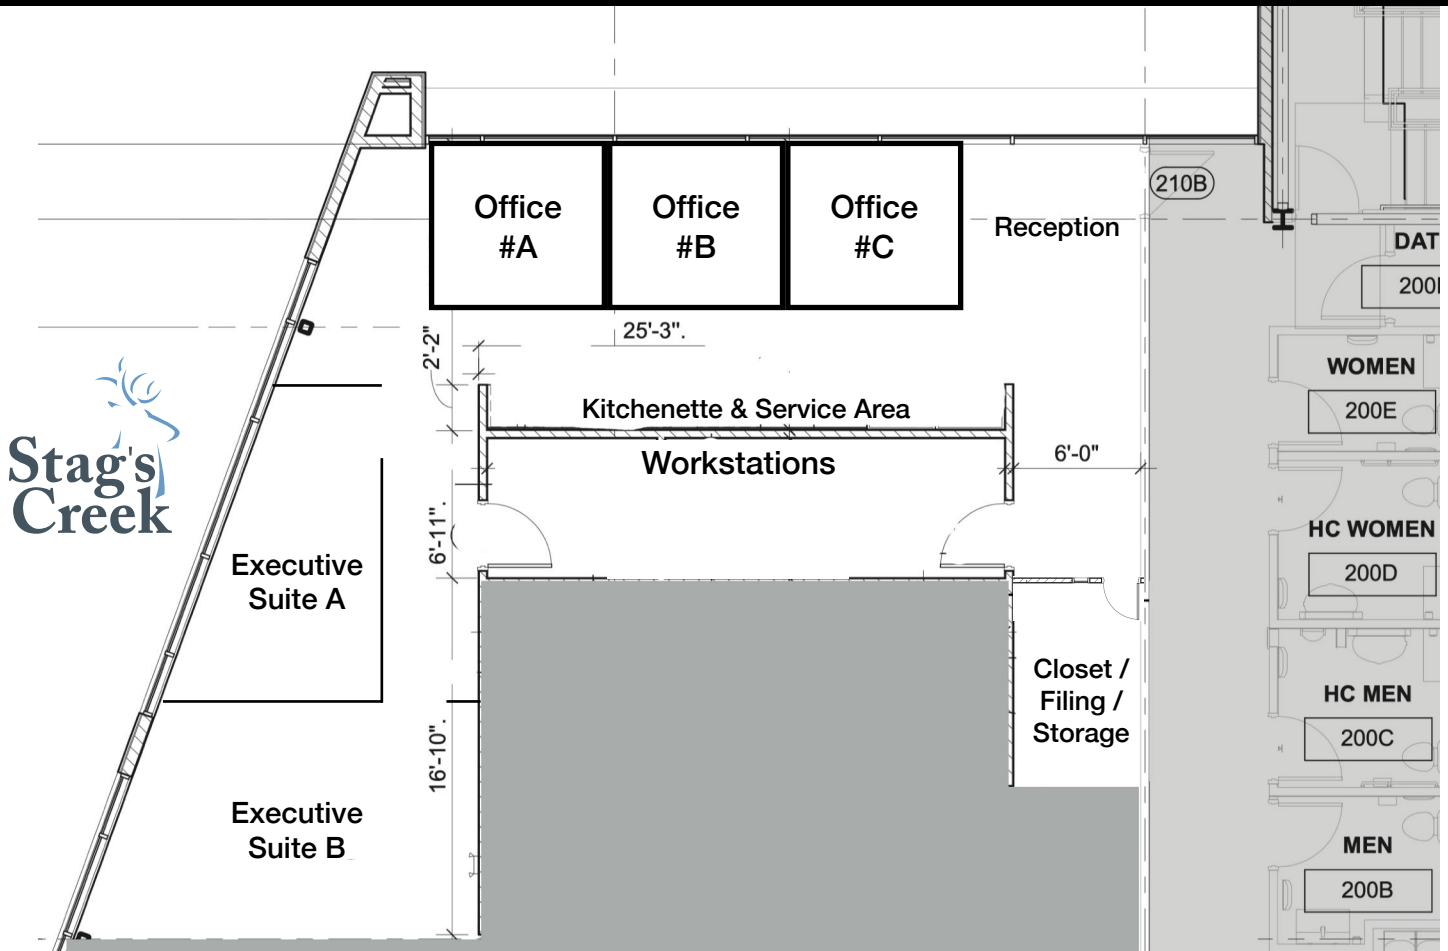 Office
#A
Office
#B
Office
#C
Reception
210B
DAT
200
25'-3".
2'-2"
WOMEN
200E
Kitchenette & Service Area
Workstations
6'-0"
Stag's
Creek
6'-11".
HC WOMEN
200D
Executive
Suite A
Closet /
Filing /
Storage
HC MEN
200C
16'-10".
Executive
Suite B
MEN
200B